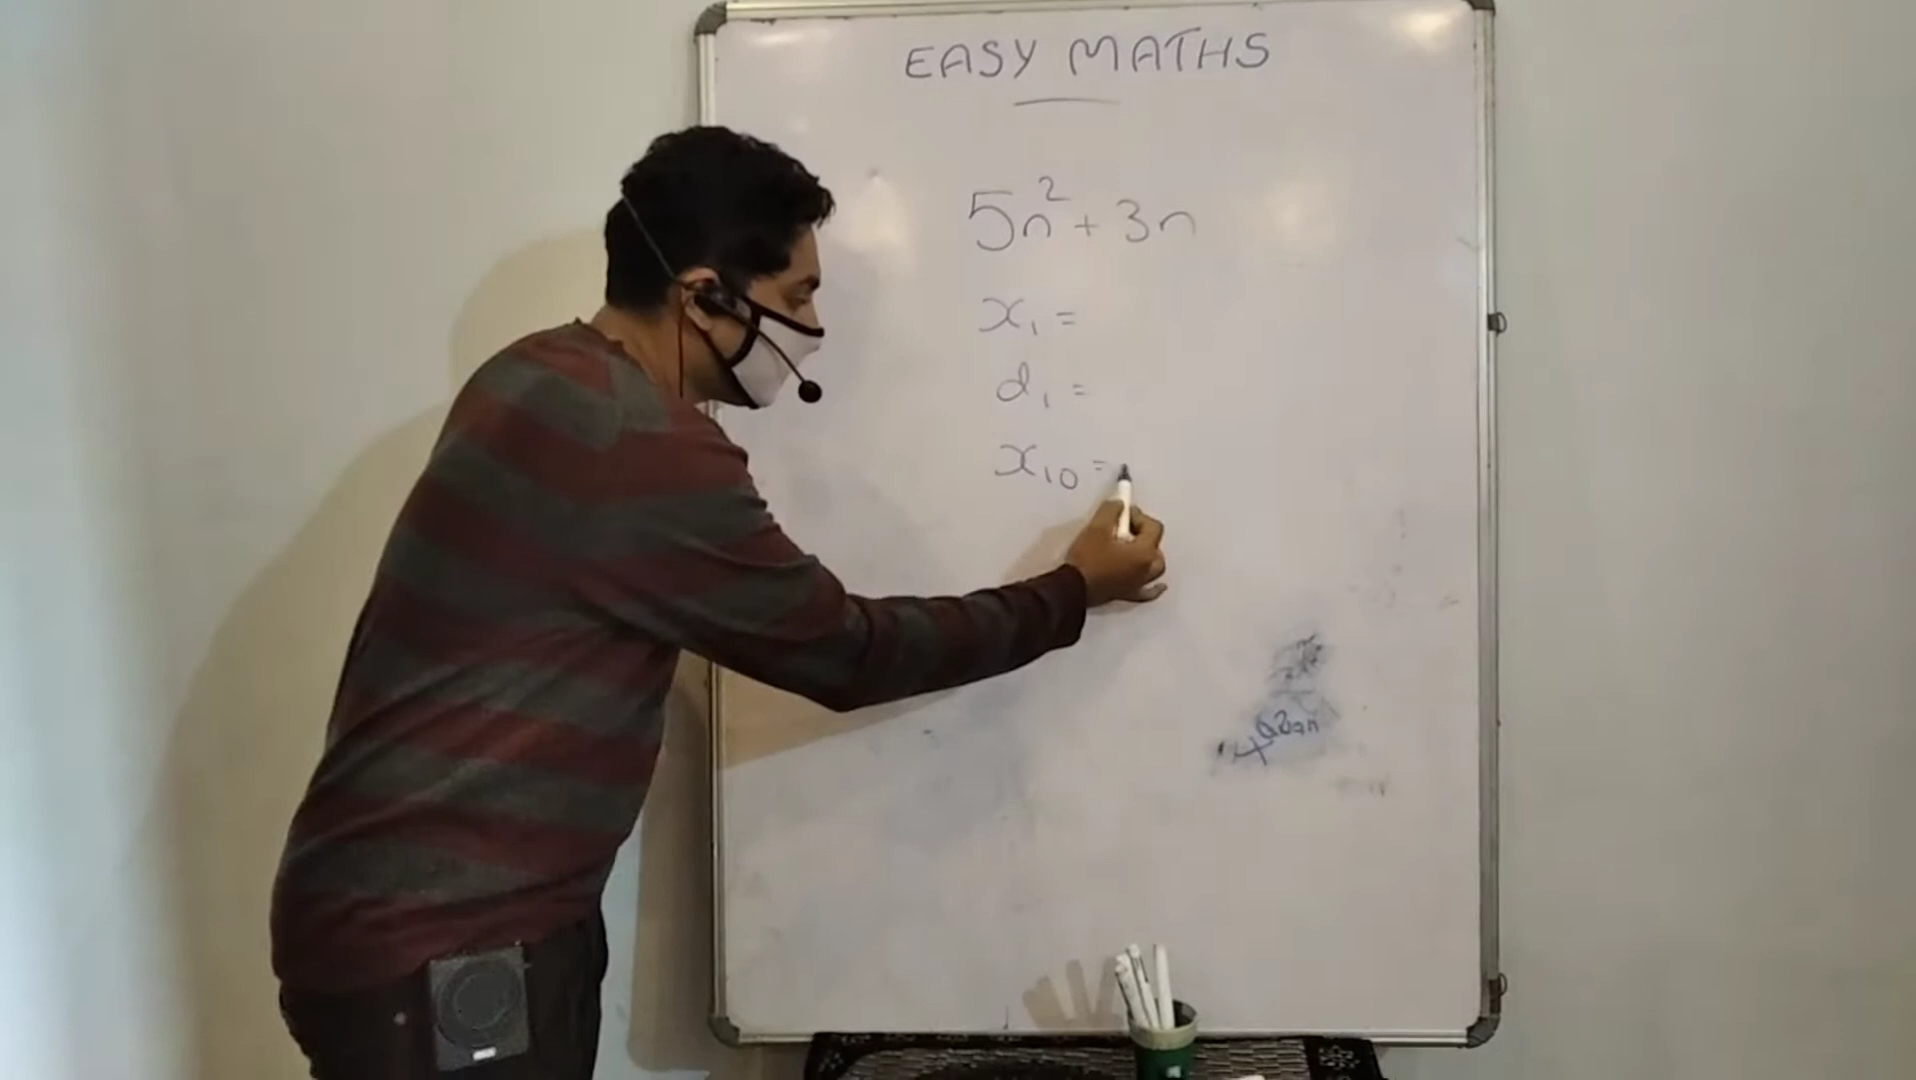 EASY MATHS
5n² + 3n
x₁ =
d₁ =
x₁₀ =